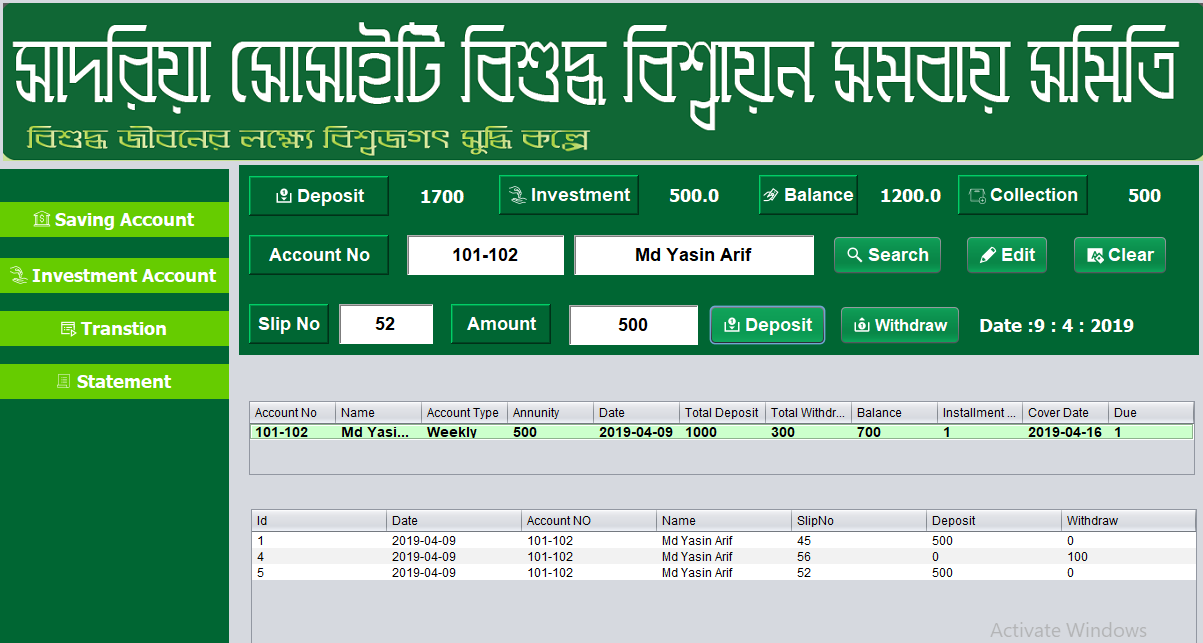 সাদরিয়া সোসাইটি বিশুদ্ধ বিশ্বায়ন সমবায় সমিতি
বিশুদ্ধ জীবনের লক্ষ্যে বিশ্বজগৎ সুদ্ধি কল্পে
Saving Account
Investment Account
Transtion
Statement
Deposit 1700 Investment 500.0 Balance 1200.0 Collection 500
Account No 101-102 Md Yasin Arif Search Edit Clear
Slip No 52 Amount 500 Deposit Withdraw Date :9 : 4 : 2019
Account No Name Account Type Annunity Date Total Deposit Total Withdr... Balance Installment ... Cover Date Due
101-102 Md Yasi... Weekly 500 2019-04-09 1000 300 700 1 2019-04-16 1
Id Date Account NO Name SlipNo Deposit Withdraw
1 2019-04-09 101-102 Md Yasin Arif 45 500 0
4 2019-04-09 101-102 Md Yasin Arif 56 0 100
5 2019-04-09 101-102 Md Yasin Arif 52 500 0
Activate Windows